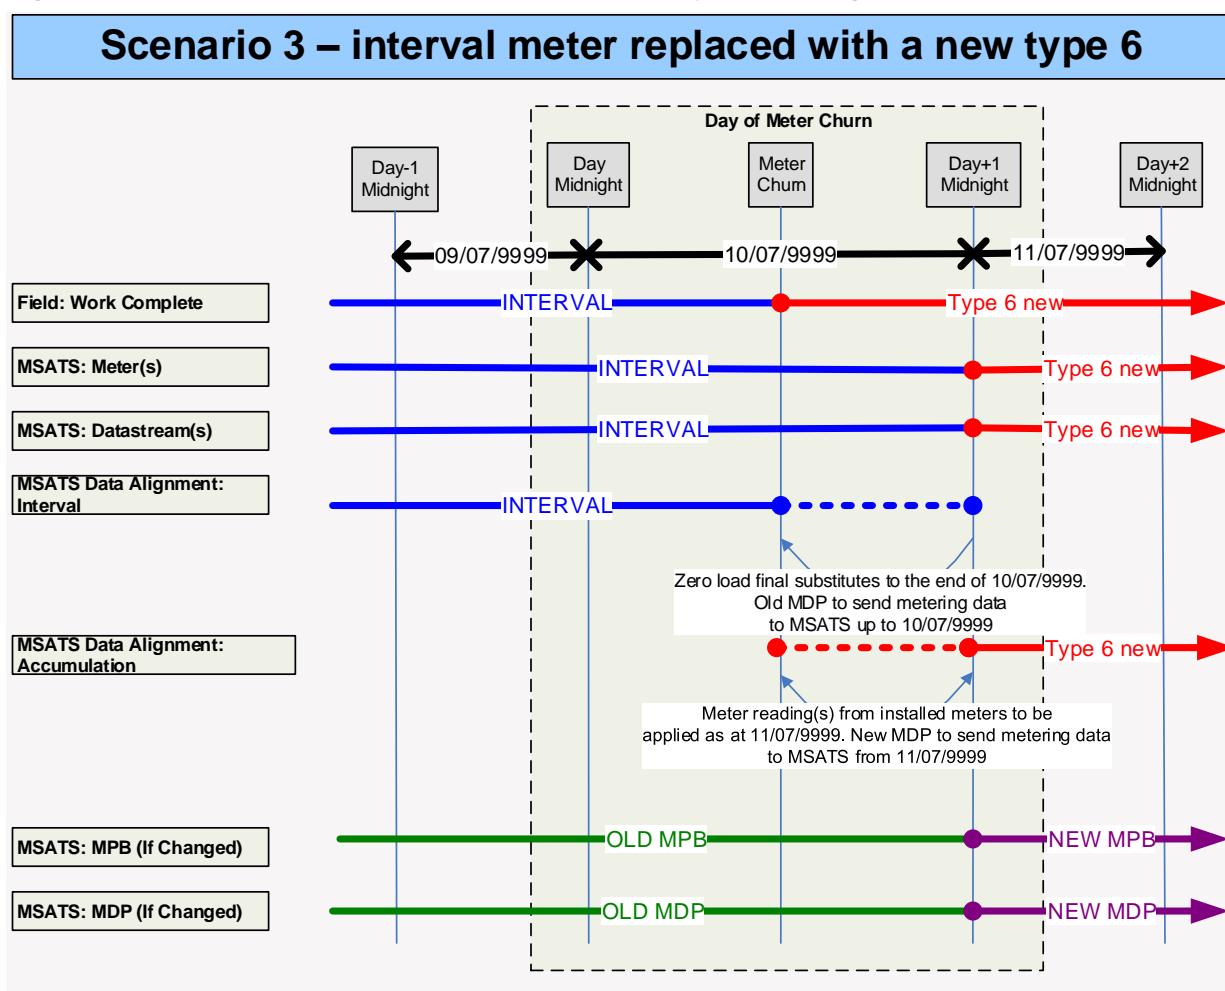 Scenario 3 – interval meter replaced with a new type 6
Day of Meter Churn
Day-1
Midnight
Day
Midnight
Meter
Churn
Day+1
Midnight
Day+2
Midnight
09/07/9999
10/07/9999
11/07/9999
Field: Work Complete
INTERVAL
Type 6 new
MSATS: Meter(s)
INTERVAL
Type 6 new
MSATS: Datastream(s)
INTERVAL
Type 6 new
MSATS Data Alignment:
Interval
INTERVAL
Zero load final substitutes to the end of 10/07/9999.
Old MDP to send metering data
to MSATS up to 10/07/9999
MSATS Data Alignment:
Accumulation
Type 6 new
Meter reading(s) from installed meters to be
applied as at 11/07/9999. New MDP to send metering data
to MSATS from 11/07/9999
MSATS: MPB (If Changed)
OLD MPB
NEW MPB
MSATS: MDP (If Changed)
OLD MDP
NEW MDP